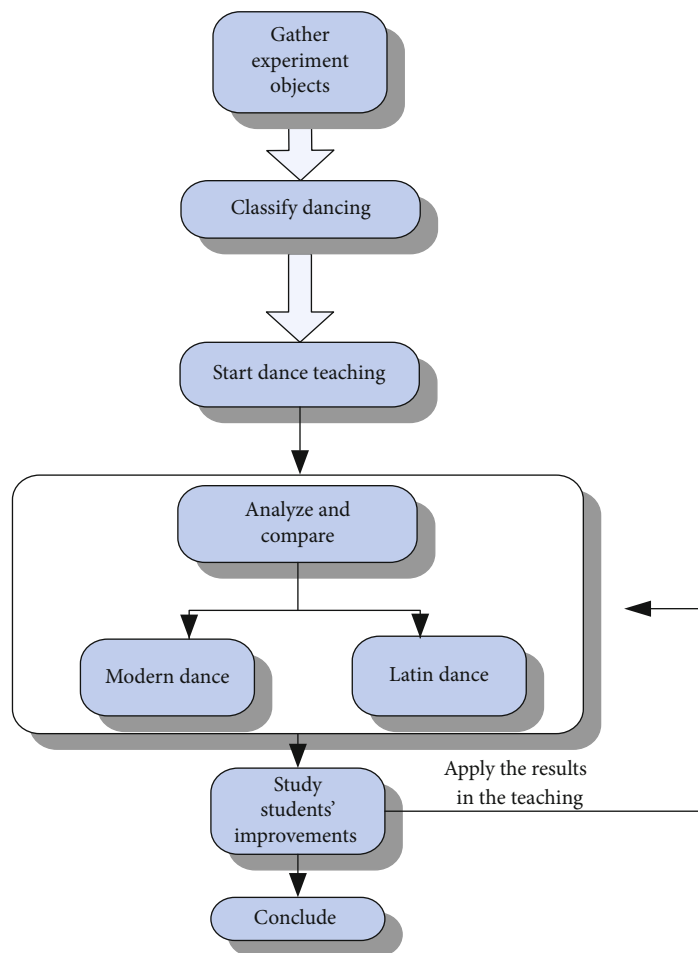 Gather
experiment
objects
Classify dancing
Start dance teaching
Analyze and
compare
Modern dance
Latin dance
Study
students'
improvements
Apply the results
in the teaching
Conclude